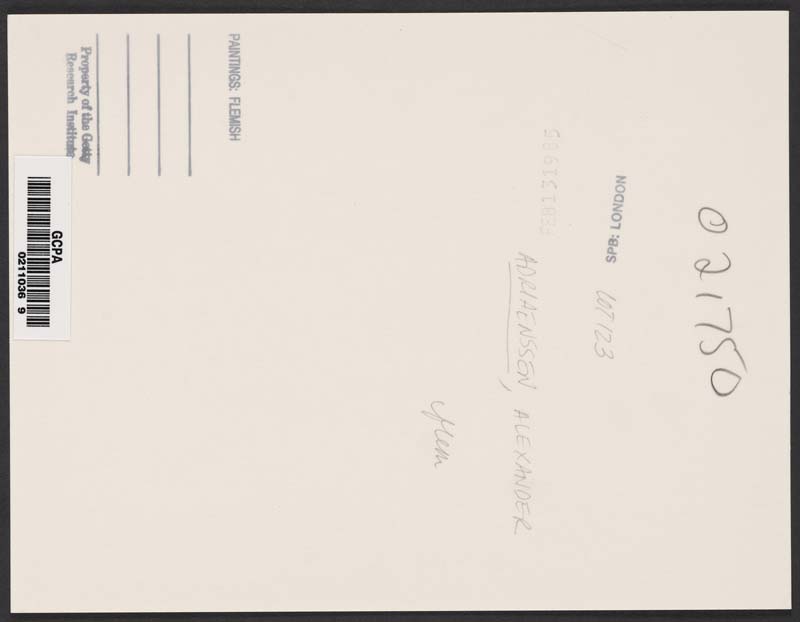 021750
SPB: LONDON LOT 123
FEB131985
ADRIAENSSEN, ALEXANDER
Flem
PAINTINGS: FLEMISH
Property of the Getty
Research Institute
GCPA
0211036 9